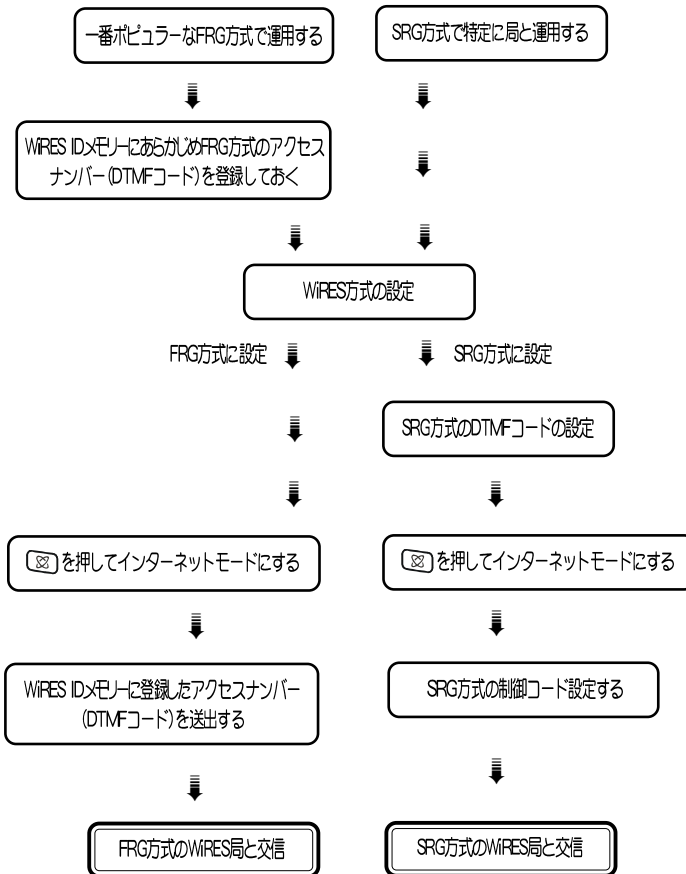 一番ポピュラーなFRG方式で運用する
SRG方式で特定に局と運用する
WiRES IDメモリーにあらかじめFRG方式のアクセス
ナンバー(DTMFコード)を登録しておく
WiRES方式の設定
FRG方式に設定
SRG方式に設定
SRG方式のDTMFコードの設定
を押してインターネットモードにする
を押してインターネットモードにする
WiRES IDメモリーに登録したアクセスナンバー
(DTMFコード)を送出する
SRG方式の制御コード設定する
FRG方式のWiRES局と交信
SRG方式のWiRES局と交信